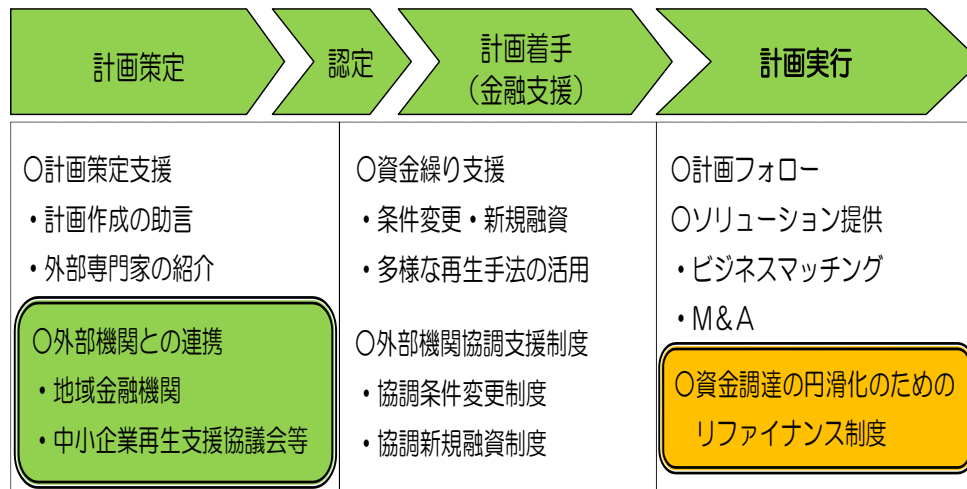 計画策定
認定
計画着手
（金融支援）
計画実行
〇計画策定支援
・計画作成の助言
・外部専門家の紹介
〇外部機関との連携
・地域金融機関
・中小企業再生支援協議会等
〇資金繰り支援
・条件変更・新規融資
・多様な再生手法の活用
〇外部機関協調支援制度
・協調条件変更制度
・協調新規融資制度
〇計画フォロー
〇ソリューション提供
・ビジネスマッチング
・Ｍ＆Ａ
〇資金調達の円滑化のための
リファイナンス制度